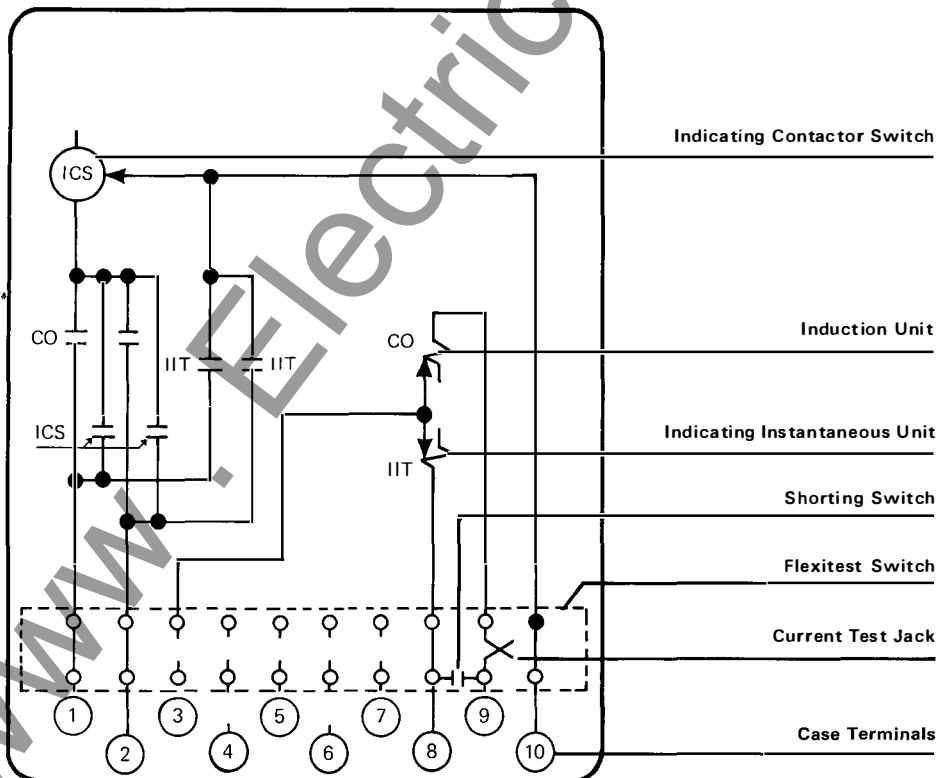 Indicating Contactor Switch
ICS
CO
IIT
IIT
ICS
CO
Induction Unit
IIT
Indicating Instantaneous Unit
Shorting Switch
Flexitest Switch
Current Test Jack
1
2
3
4
5
6
7
8
9
10
Case Terminals
www . Electric